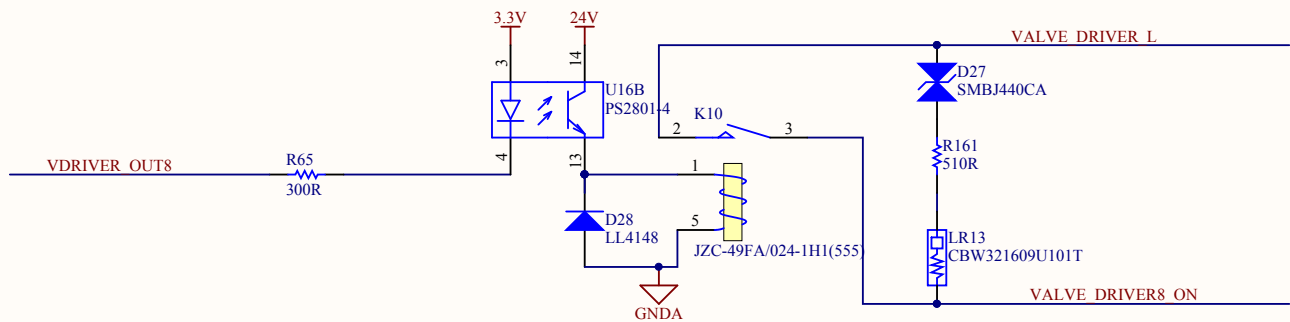 3.3V
24V
3
14
U16B
PS2801-4
4
13
VDRIVER_OUT8
R65
300R
D28
LL4148
GNDA
K10
2
3
1
5
JZC-49FA/024-1H1(555)
VALVE_DRIVER_L
D27
SMBJ440CA
R161
510R
LR13
CBW321609U101T
VALVE_DRIVER8_ON